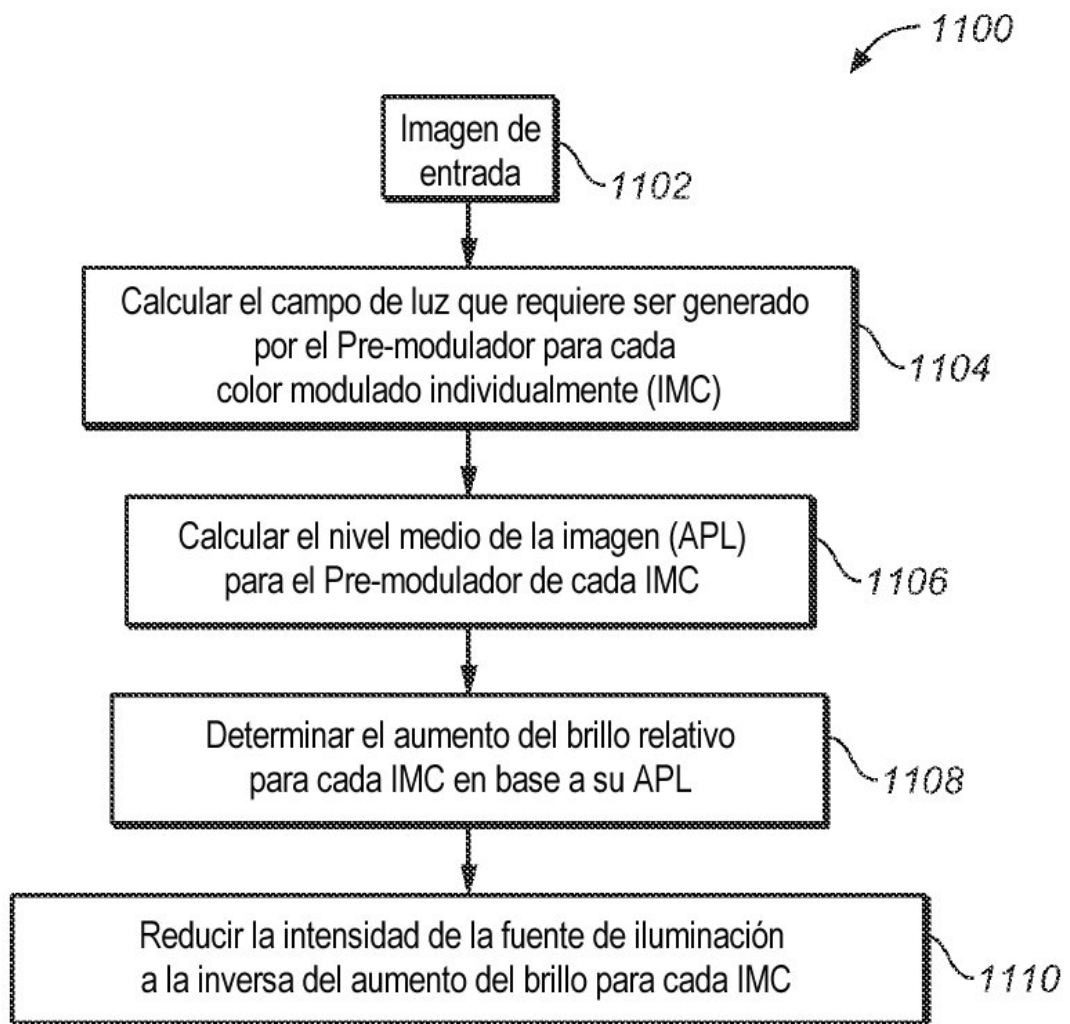 1100
Imagen de
entrada
1102
Calcular el campo de luz que requiere ser generado
por el Pre-modulador para cada
color modulado individualmente (IMC)
1104
Calcular el nivel medio de la imagen (APL)
para el Pre-modulador de cada IMC
1106
Determinar el aumento del brillo relativo
para cada IMC en base a su APL
1108
Reducir la intensidad de la fuente de iluminación
a la inversa del aumento del brillo para cada IMC
1110